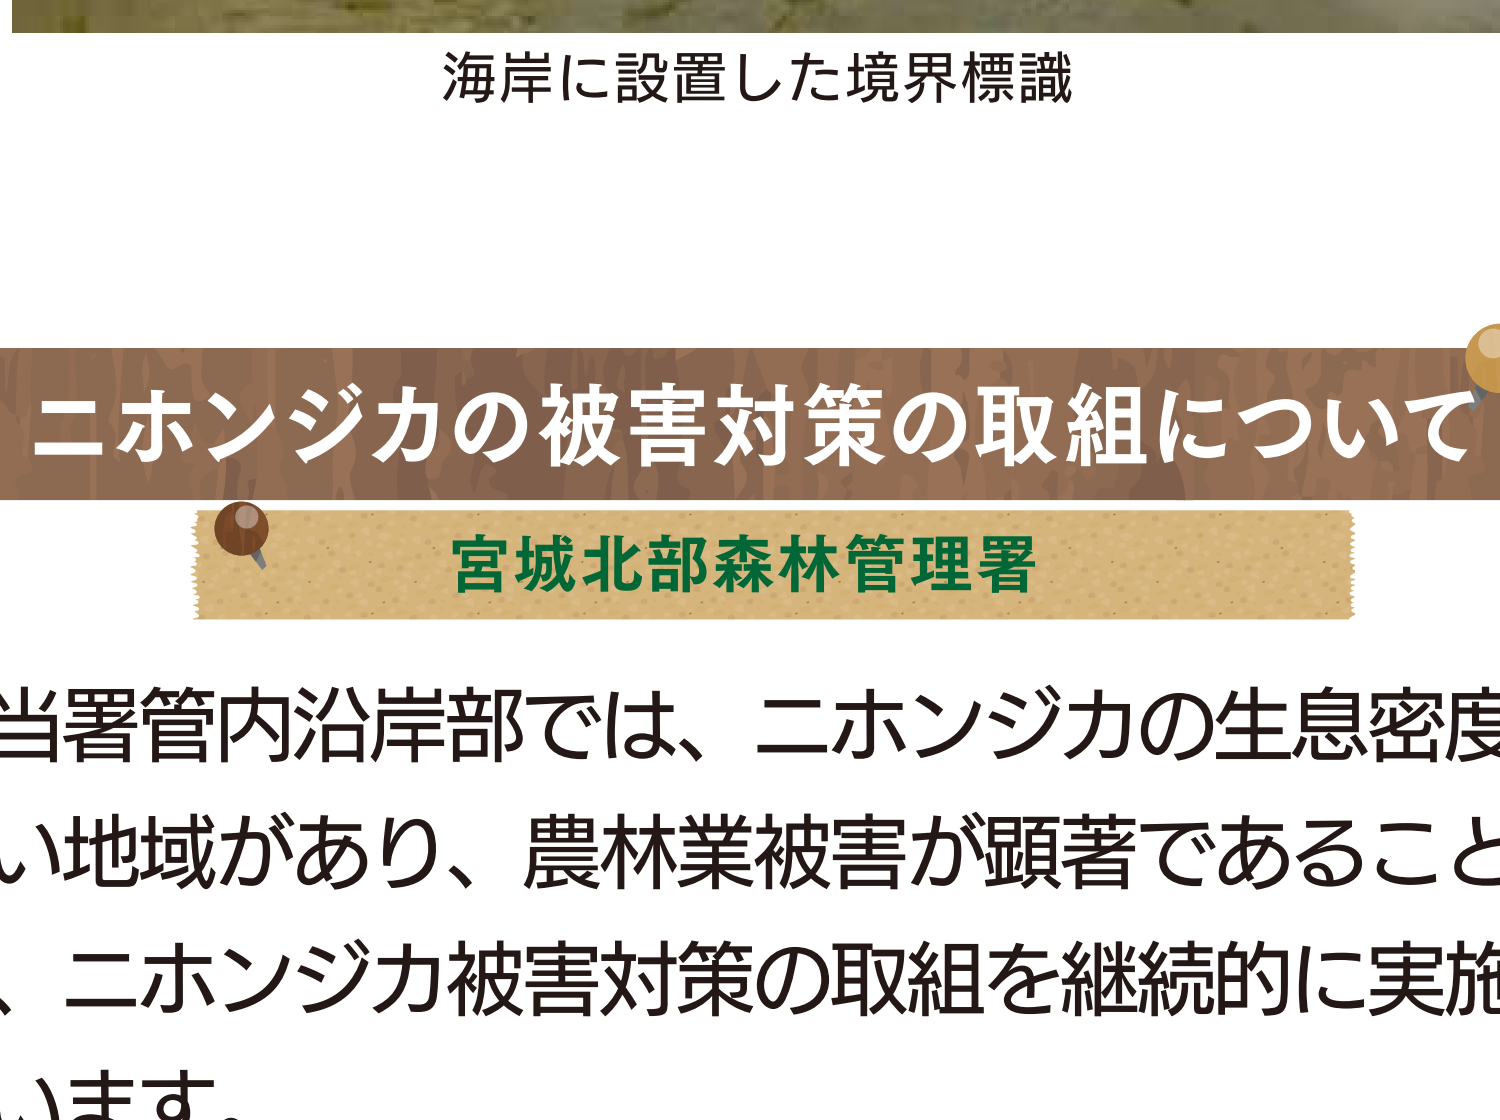 海岸に設置した境界標識
ニホンジカの被害対策の取組について
宮城北部森林管理署
当署管内沿岸部では、ニホンジカの生息密度
い地域があり、農林業被害が顕著であること
、ニホンジカ被害対策の取組を継続的に実施
います。